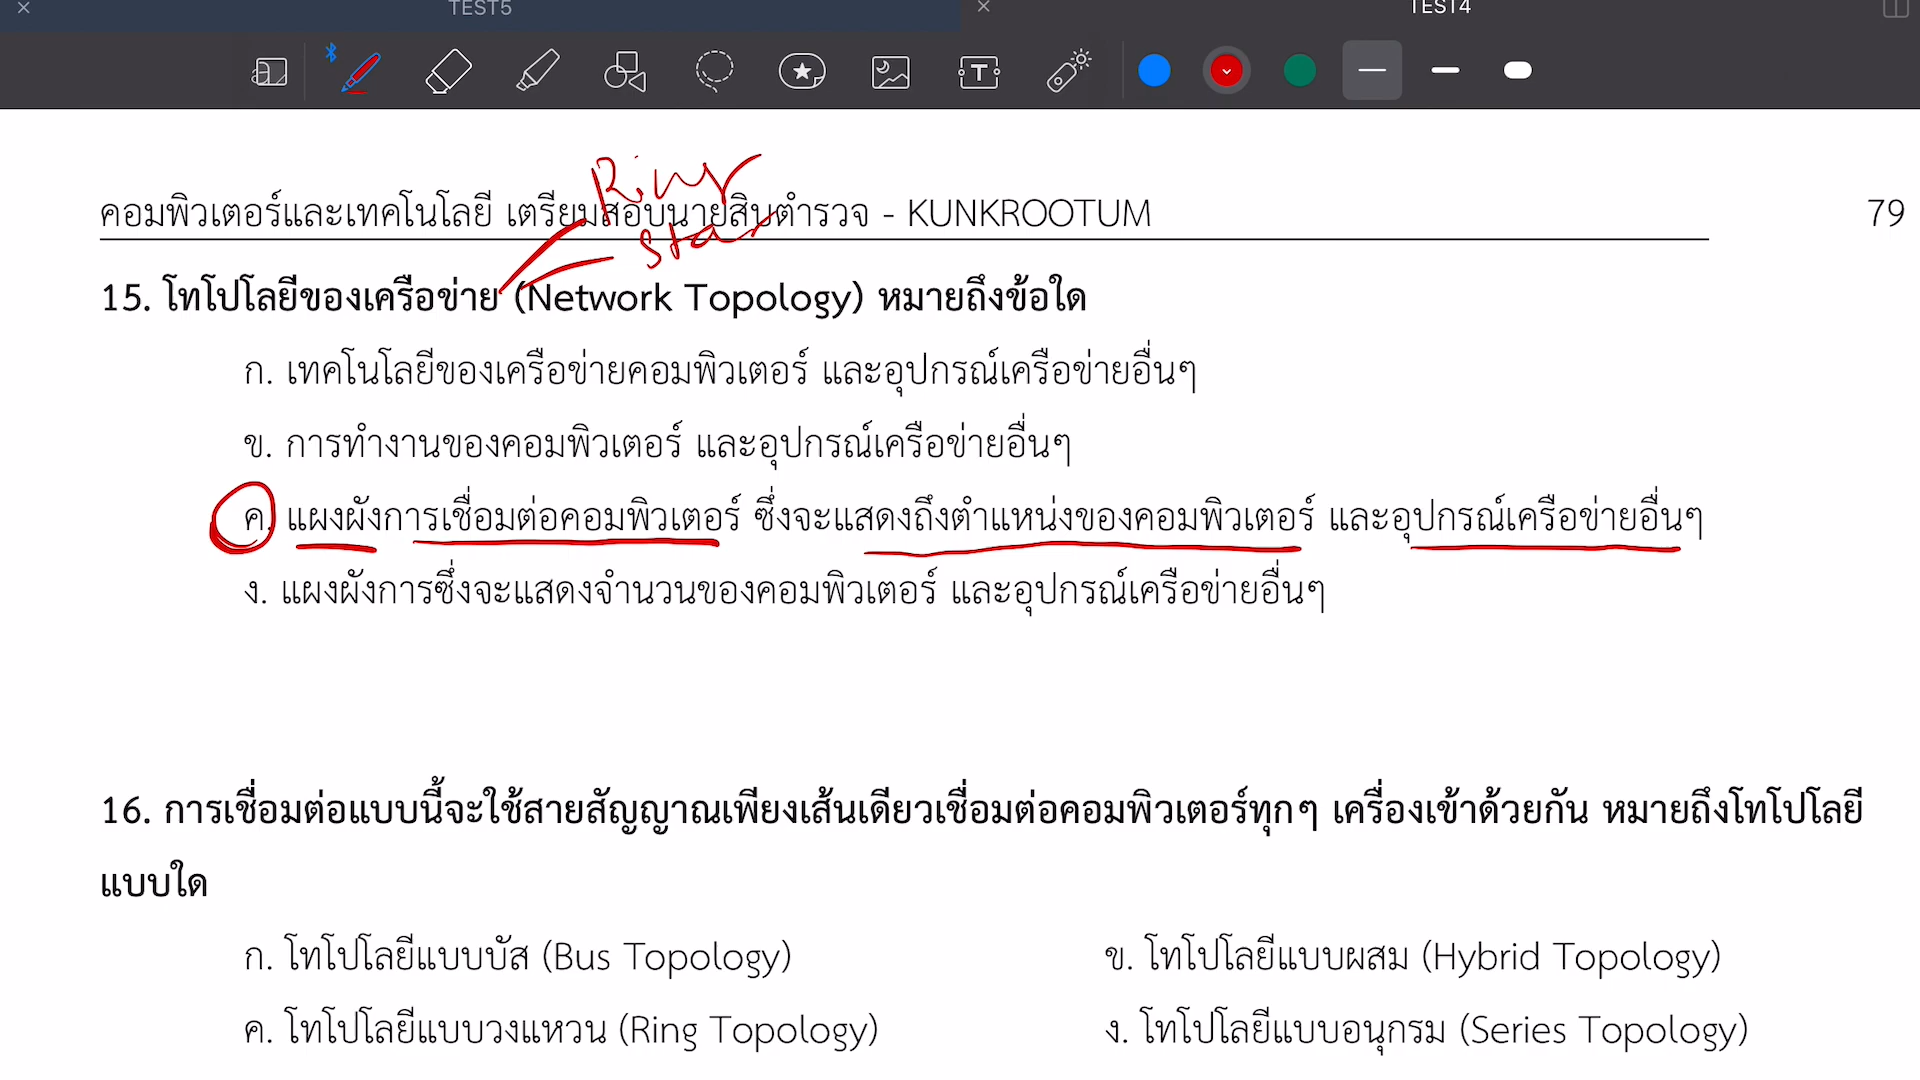 TEST5
TEST4
Ring
คอมพิวเตอร์และเทคโนโลยี เตรียมสอบนายสิบตำรวจ - KUNKROOTUM 79
star
15. โทโปโลยีของเครือข่าย (Network Topology) หมายถึงข้อใด
ก. เทคโนโลยีของเครือข่ายคอมพิวเตอร์ และอุปกรณ์เครือข่ายอื่นๆ
ข. การทำงานของคอมพิวเตอร์ และอุปกรณ์เครือข่ายอื่นๆ
ค. แผงผังการเชื่อมต่อคอมพิวเตอร์ ซึ่งจะแสดงถึงตำแหน่งของคอมพิวเตอร์ และอุปกรณ์เครือข่ายอื่นๆ
ง. แผงผังการซึ่งจะแสดงจำนวนของคอมพิวเตอร์ และอุปกรณ์เครือข่ายอื่นๆ
16. การเชื่อมต่อแบบนี้จะใช้สายสัญญาณเพียงเส้นเดียวเชื่อมต่อคอมพิวเตอร์ทุกๆ เครื่องเข้าด้วยกัน หมายถึงโทโปโลยี
แบบใด
ก. โทโปโลยีแบบบัส (Bus Topology) ข. โทโปโลยีแบบผสม (Hybrid Topology)
ค. โทโปโลยีแบบวงแหวน (Ring Topology) ง. โทโปโลยีแบบอนุกรม (Series Topology)